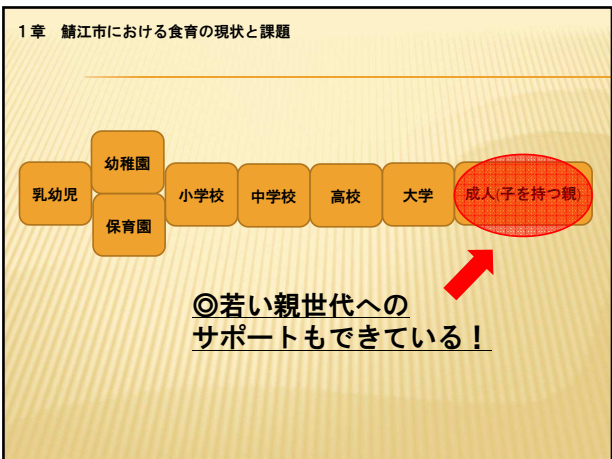 1章 鯖江市における食育の現状と課題
乳幼児
幼稚園
保育園
小学校
中学校
高校
大学
成人(子を持つ親)
◎若い親世代への
サポートもできている!